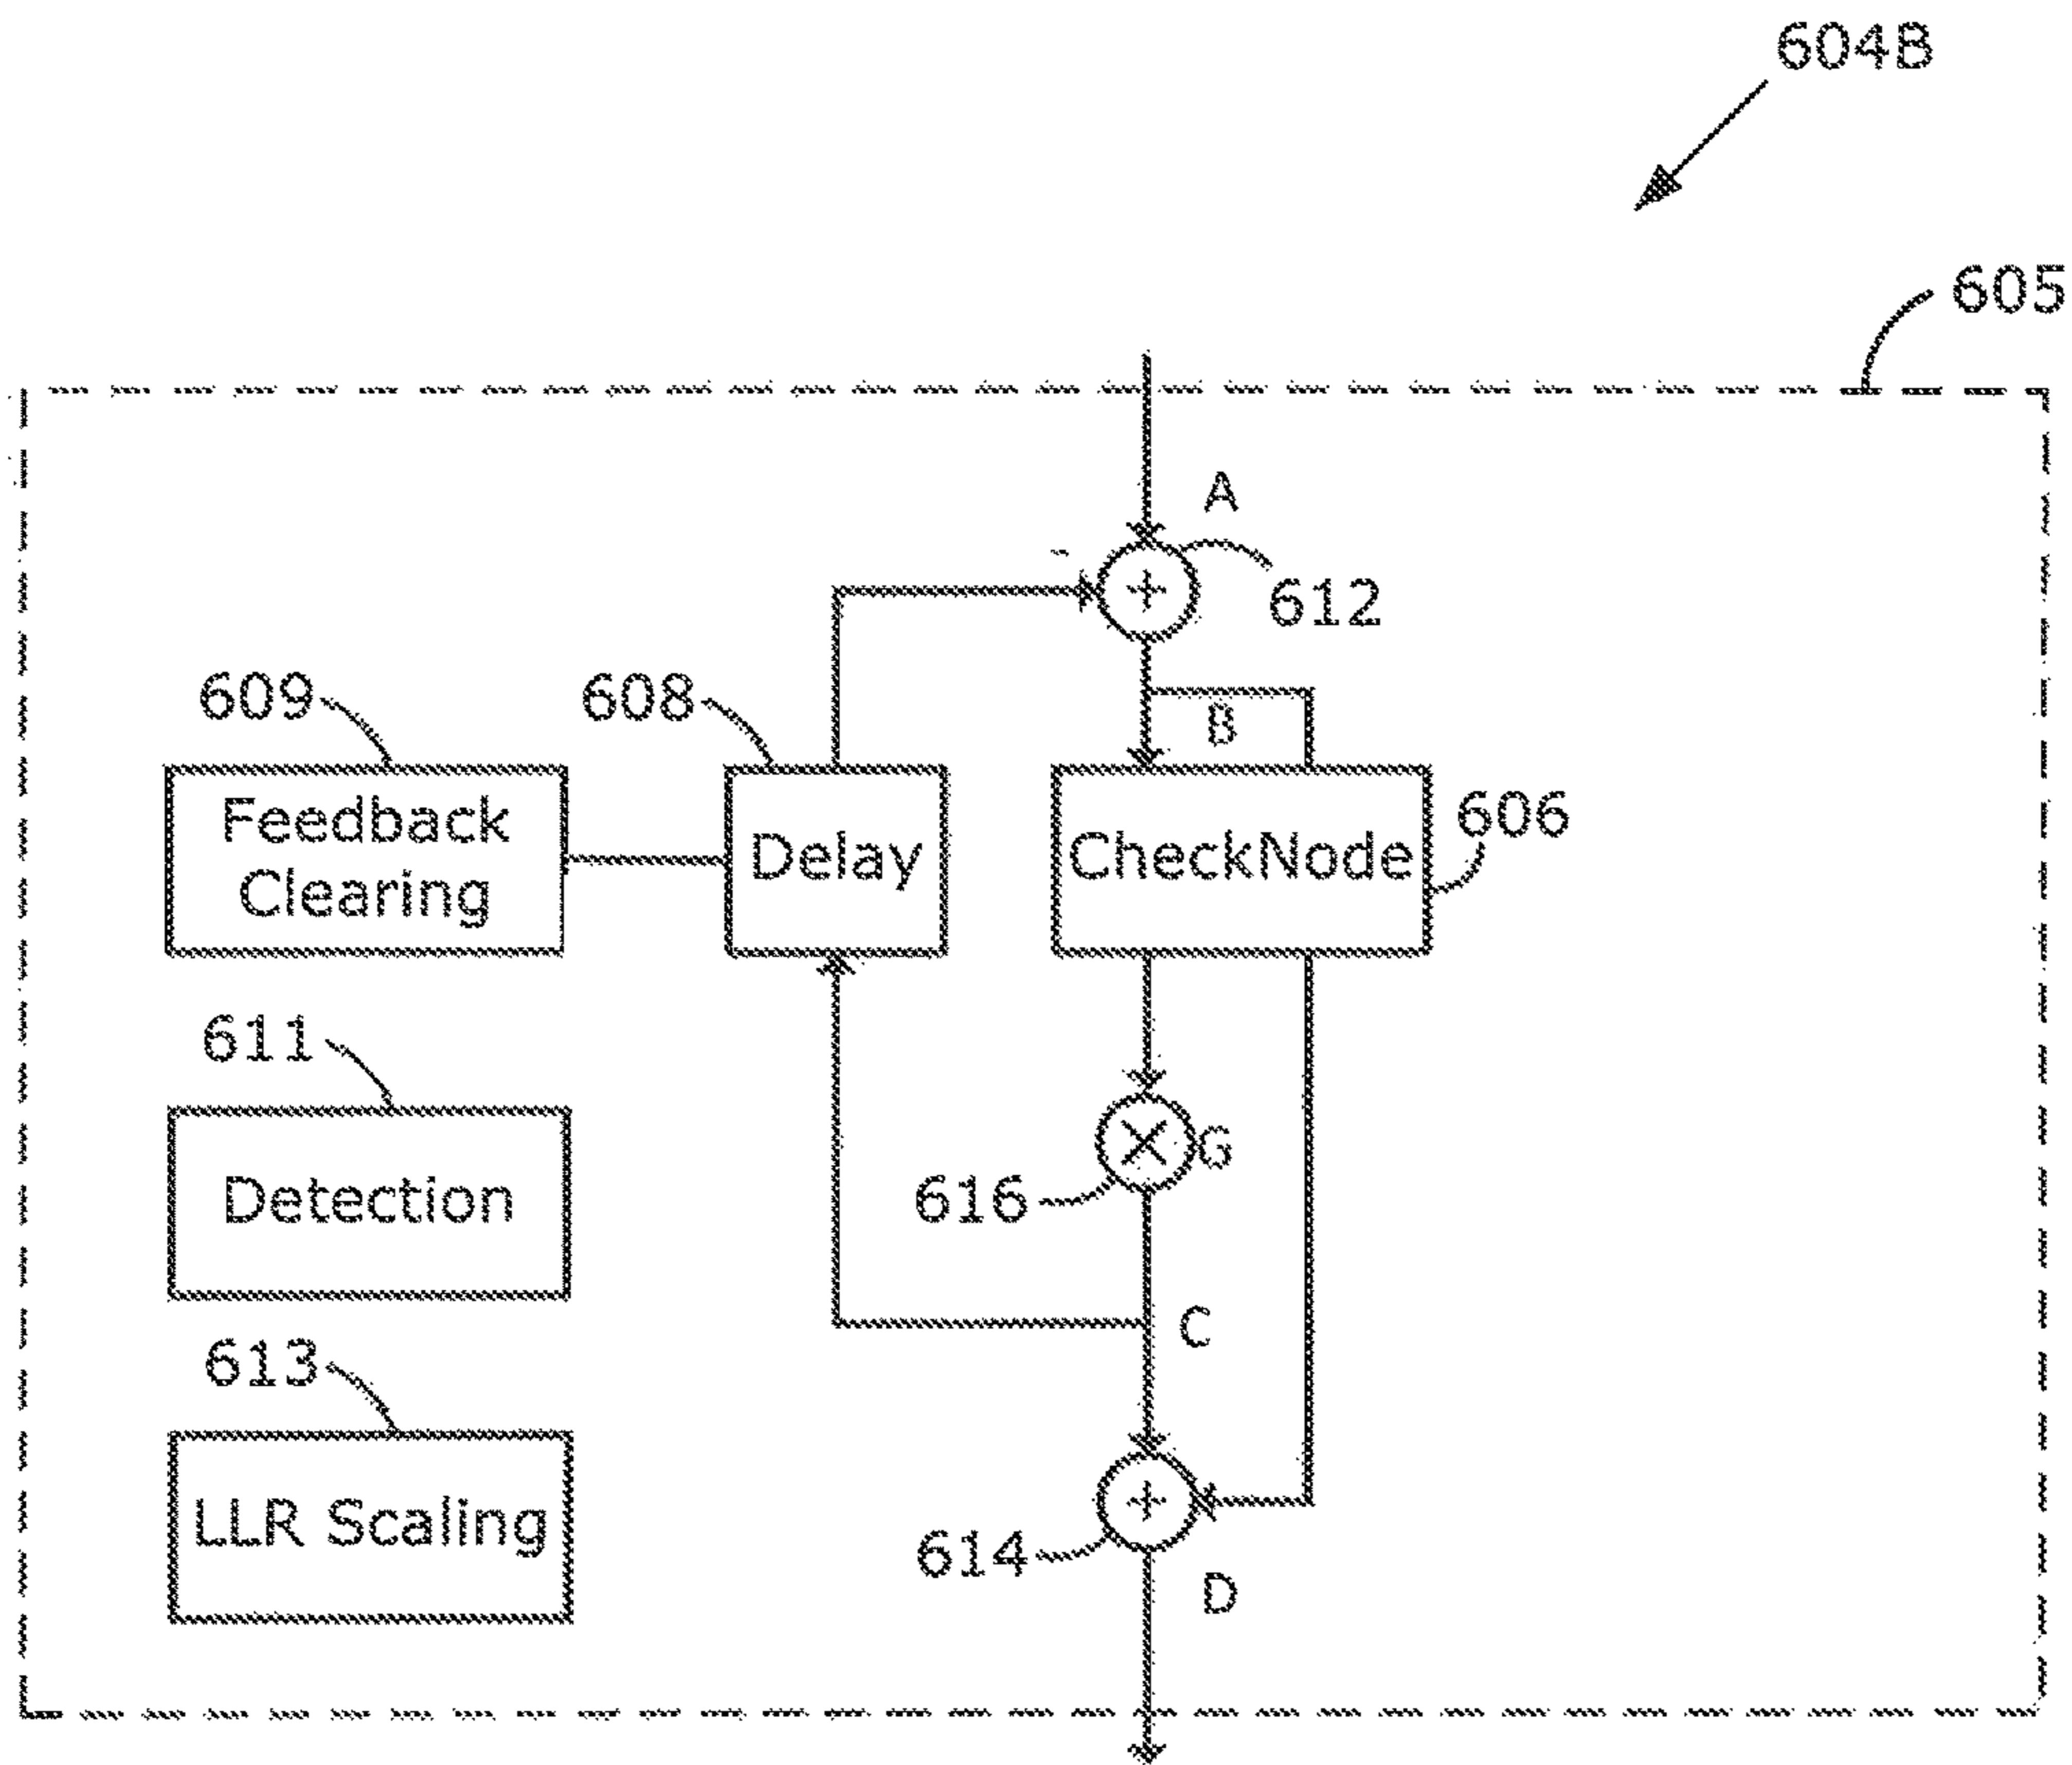 604B
605
A
-
+
612
609
608
B
Feedback
Clearing
Delay
CheckNode
606
611
X
G
616
Detection
C
613
LLR Scaling
+
614
D